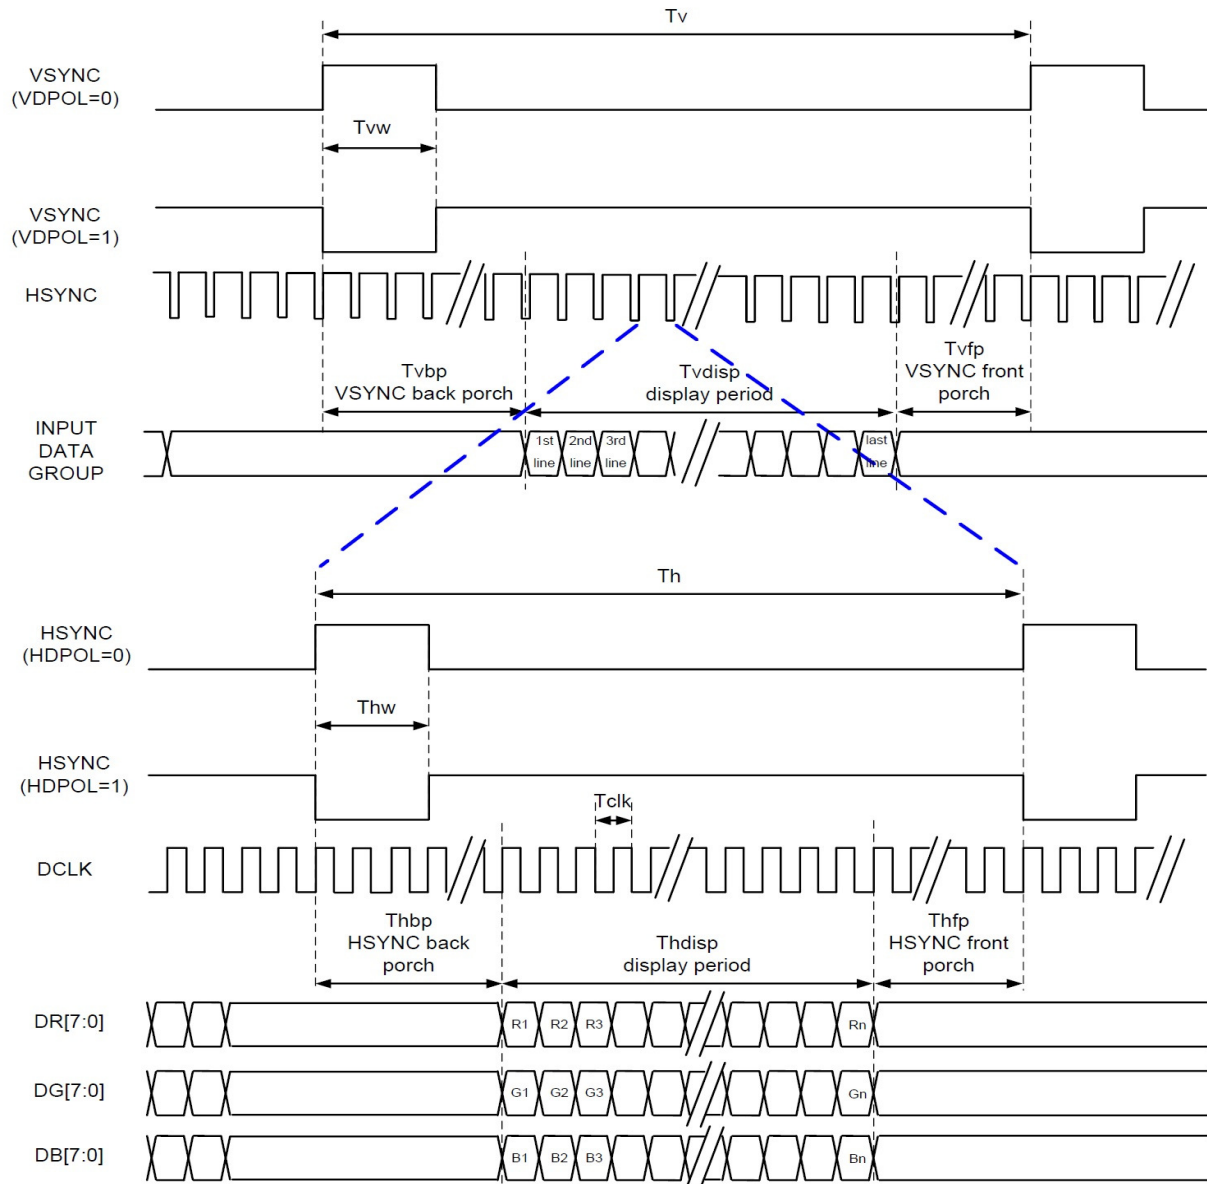 Tv
VSYNC
(VDPOL=0)
Tvw
VSYNC
(VDPOL=1)
HSYNC
Tvbp
VSYNC back porch
Tvdisp
display period
Tvfp
VSYNC front
porch
INPUT
DATA
GROUP
1st
line
2nd
line
3rd
line
last
line
Th
HSYNC
(HDPOL=0)
Thw
HSYNC
(HDPOL=1)
Tclk
DCLK
Thbp
HSYNC back
porch
Thdisp
display period
Thfp
HSYNC front
porch
DR[7:0]
R1 R2 R3 Rn
DG[7:0]
G1 G2 G3 Gn
DB[7:0]
B1 B2 B3 Bn